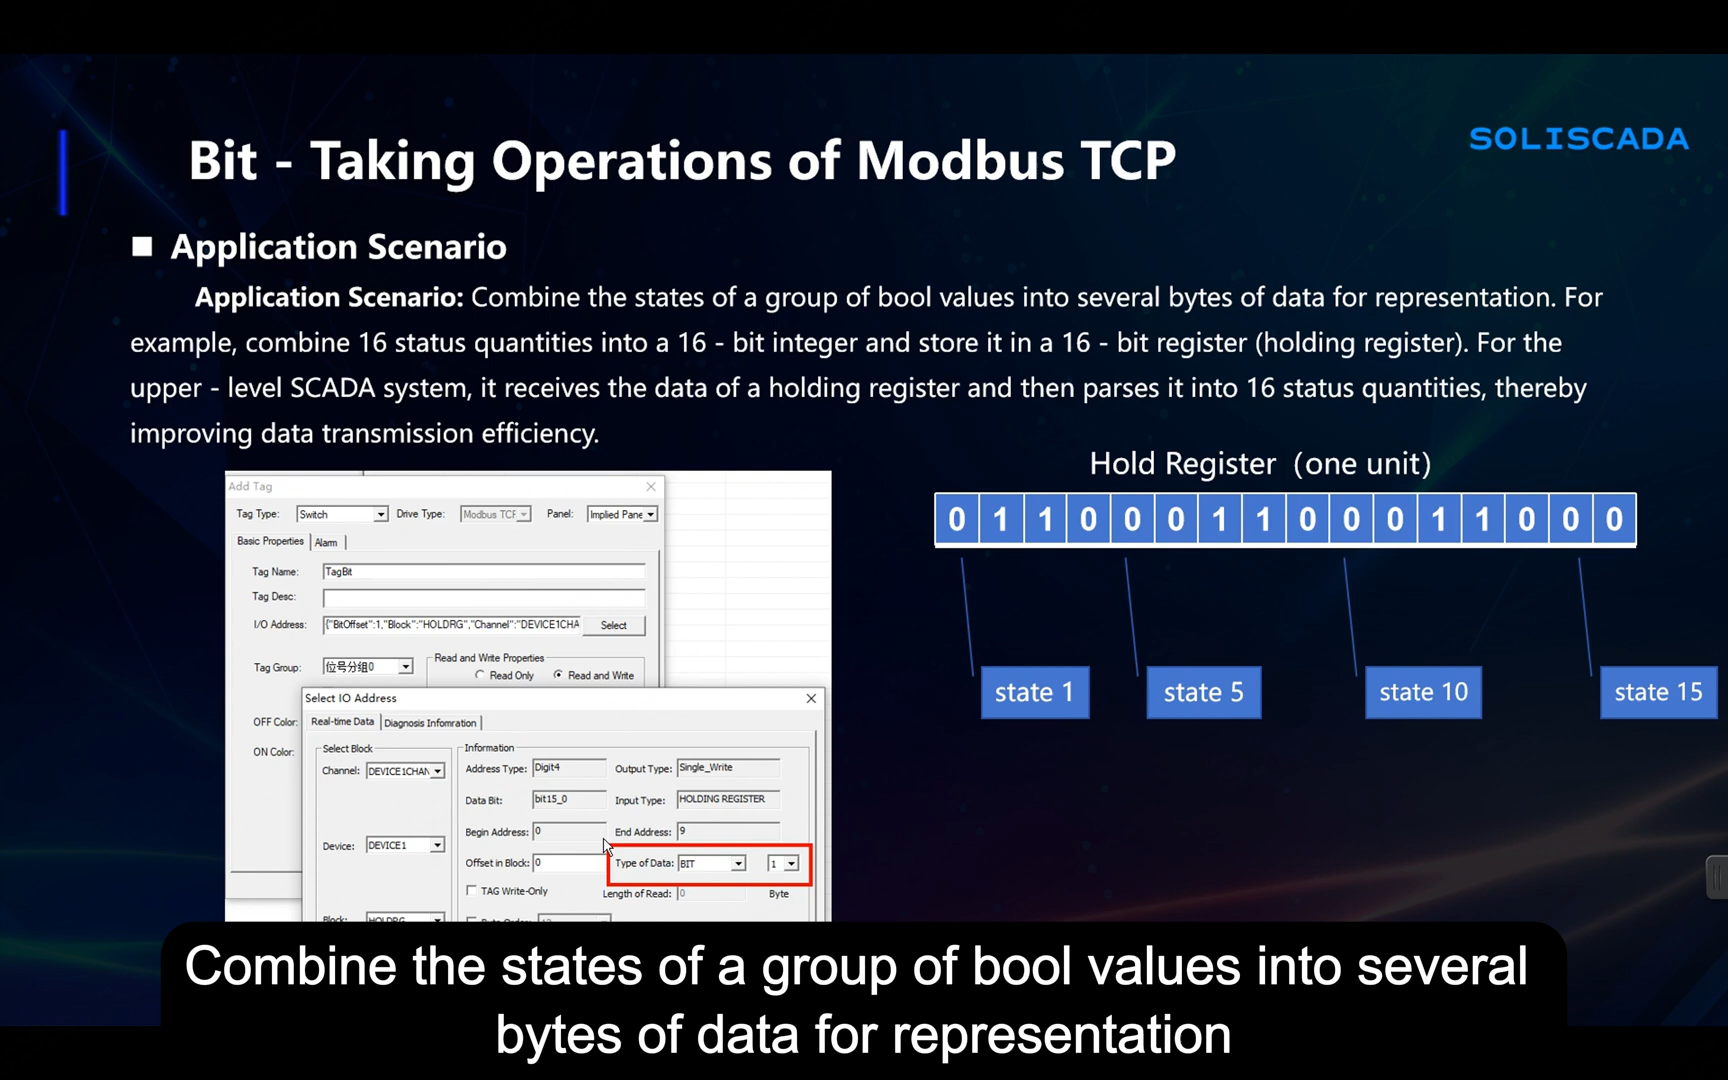 Bit - Taking Operations of Modbus TCP
SOLISCADA
Application Scenario
Application Scenario: Combine the states of a group of bool values into several bytes of data for representation. For
example, combine 16 status quantities into a 16 - bit integer and store it in a 16 - bit register (holding register). For the
upper - level SCADA system, it receives the data of a holding register and then parses it into 16 status quantities, thereby
improving data transmission efficiency.
Hold Register (one unit)
0 1 1 0 0 0 1 1 0 0 0 1 1 0 0 0
state 1 state 5 state 10 state 15
Add Tag
Tag Type: Switch Drive Type: Modbus TCF Panel: Implied Pane
Basic Properties Alarm
Tag Name: TagBit
Tag Desc:
I/O Address: {"BitOffset":1,"Block":"HOLDRG","Channel":"DEVICE1CHA Select
Tag Group: 位号分组0 Read and Write Properties
Read Only Read and Write
OFF Color:
ON Color:
Select IO Address
Real-time Data Diagnosis Infomration
Select Block Information
Channel: DEVICE1CHAN Address Type: Digit4 Output Type: Single_Write
Data Bit: bit15_0 Input Type: HOLDING REGISTER
Begin Address: 0 End Address: 9
Device: DEVICE1
Offset in Block: 0 Type of Data: BIT 1
TAG Write-Only Length of Read: 0 Byte
Block: HOLDRG
Combine the states of a group of bool values into several
bytes of data for representation